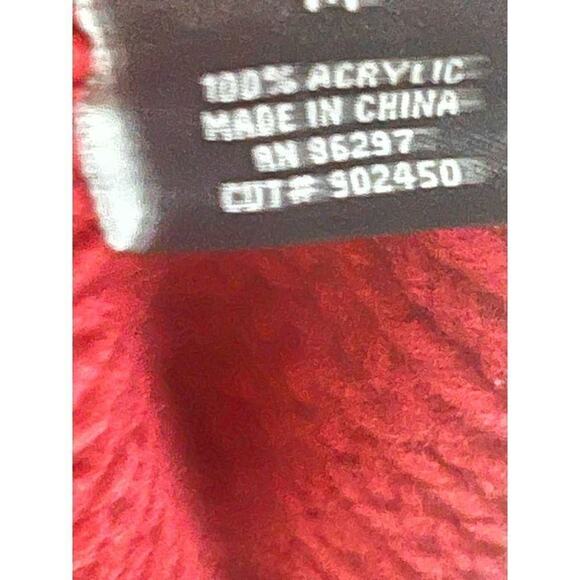 M
100% ACRYLIC
MADE IN CHINA
RN 96297
CUT# 902450